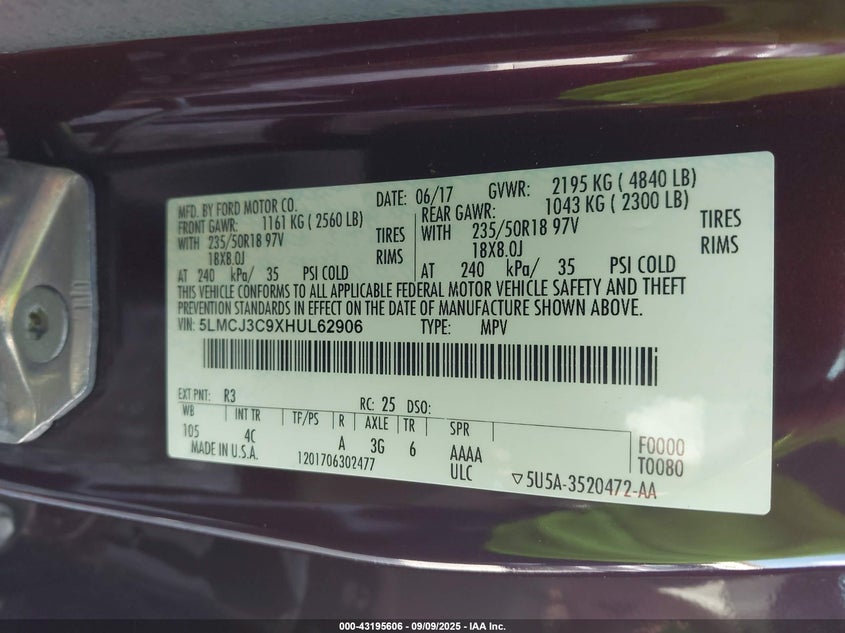 MFD. BY FORD MOTOR CO. DATE: 06/17 GVWR: 2195 KG ( 4840 LB)
FRONT GAWR: 1161 KG ( 2560 LB) REAR GAWR: 1043 KG ( 2300 LB)
WITH 235/50R18 97V TIRES WITH 235/50R18 97V TIRES
18X8.0J RIMS 18X8.0J RIMS
AT 240 kPa/ 35 PSI COLD AT 240 kPa/ 35 PSI COLD
THIS VEHICLE CONFORMS TO ALL APPLICABLE FEDERAL MOTOR VEHICLE SAFETY AND THEFT
PREVENTION STANDARDS IN EFFECT ON THE DATE OF MANUFACTURE SHOWN ABOVE.
VIN: 5LMCJ3C9XHUL62906 TYPE: MPV
EXT PNT: R3 RC: 25 DSO:
WB INT TR TF/PS R AXLE TR SPR
105 4C A 3G 6 AAAA F0000
MADE IN U.S.A. 1201706302477 ULC T0080
5U5A-3520472-AA
000-43195606 / 09/09/2025 - IAA Inc.